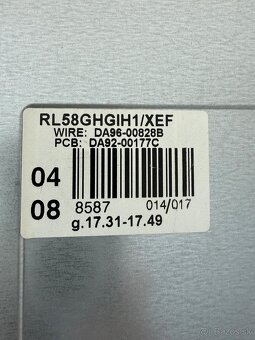 RL58GHGIH1/XEF
WIRE: DA96-00828B
PCB: DA92-00177C
04
08 8587 014/017
g.17.31-17.49